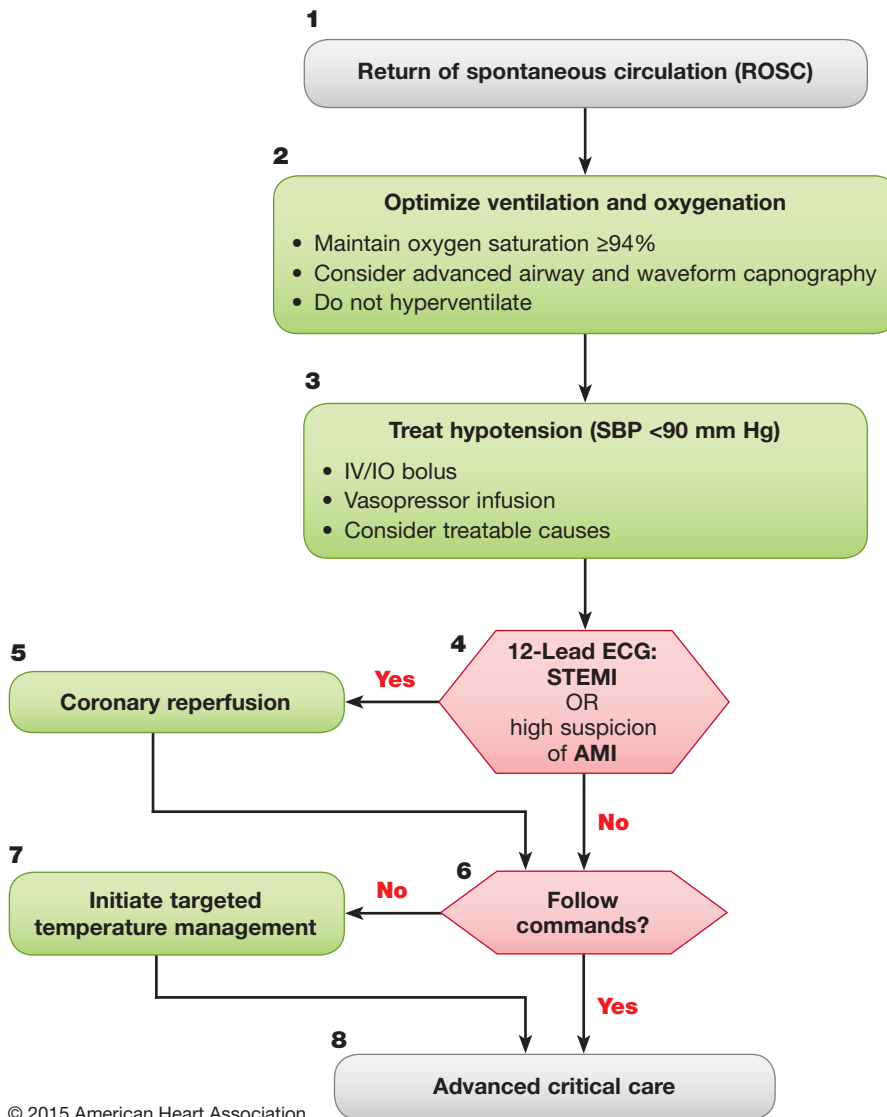 1
Return of spontaneous circulation (ROSC)
2
Optimize ventilation and oxygenation
• Maintain oxygen saturation ≥94%
• Consider advanced airway and waveform capnography
• Do not hyperventilate
3
Treat hypotension (SBP <90 mm Hg)
• IV/IO bolus
• Vasopressor infusion
• Consider treatable causes
4
12-Lead ECG:
STEMI
OR
high suspicion
of AMI
Yes
5
Coronary reperfusion
No
6
Follow
commands?
No
7
Initiate targeted
temperature management
Yes
8
Advanced critical care
© 2015 American Heart Association